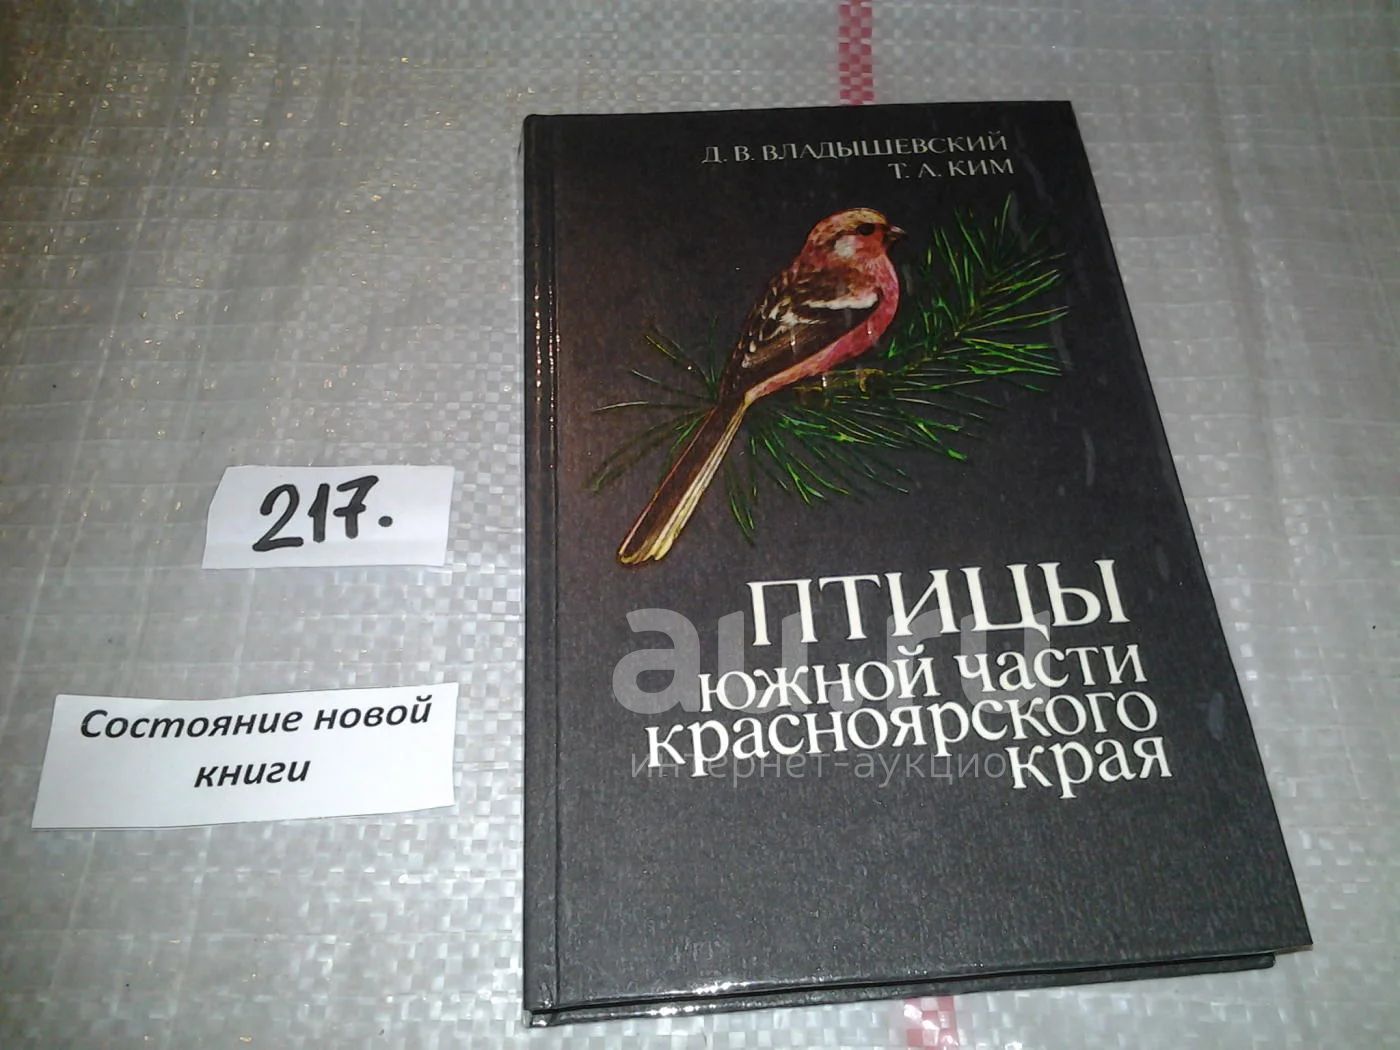 Д. В. ВЛАДЫШЕВСКИЙ
Т. А. КИМ
ПТИЦЫ
южной части
красноярского
края
217.
Состояние новой
книги
au.ru
интернет-аукцион